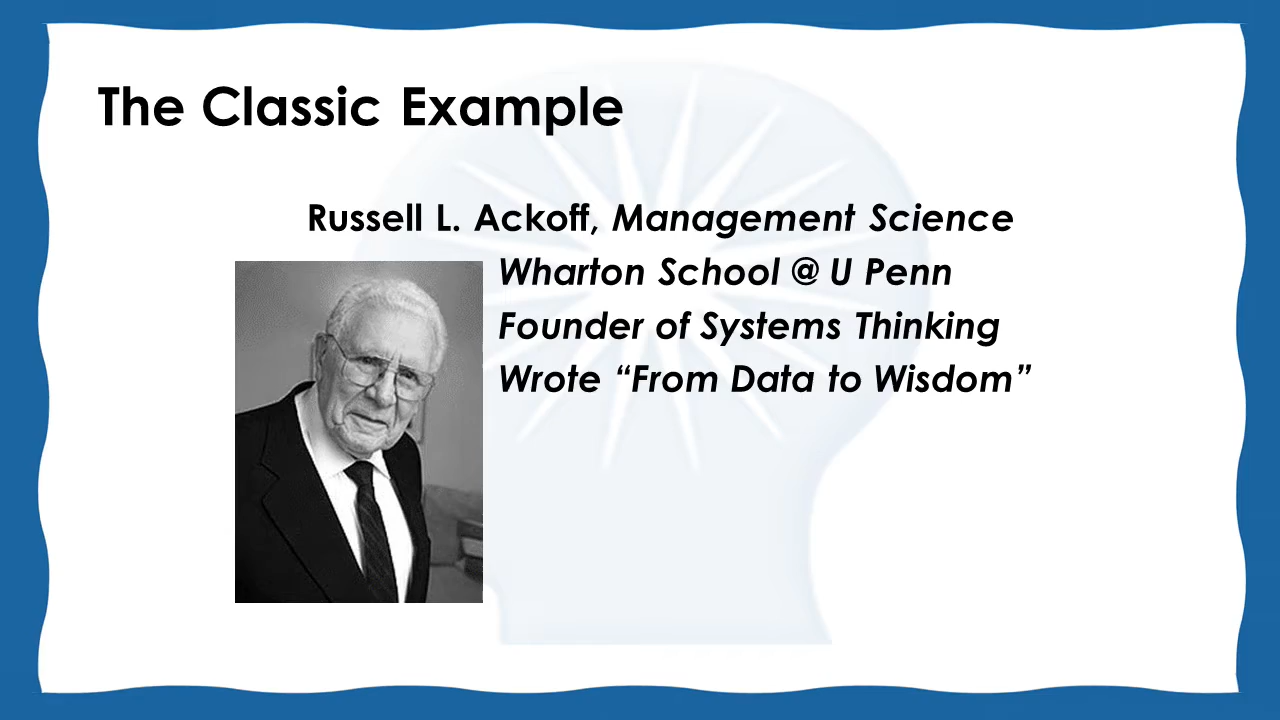 The Classic Example
Russell L. Ackoff, Management Science
Wharton School @ U Penn
Founder of Systems Thinking
Wrote “From Data to Wisdom”